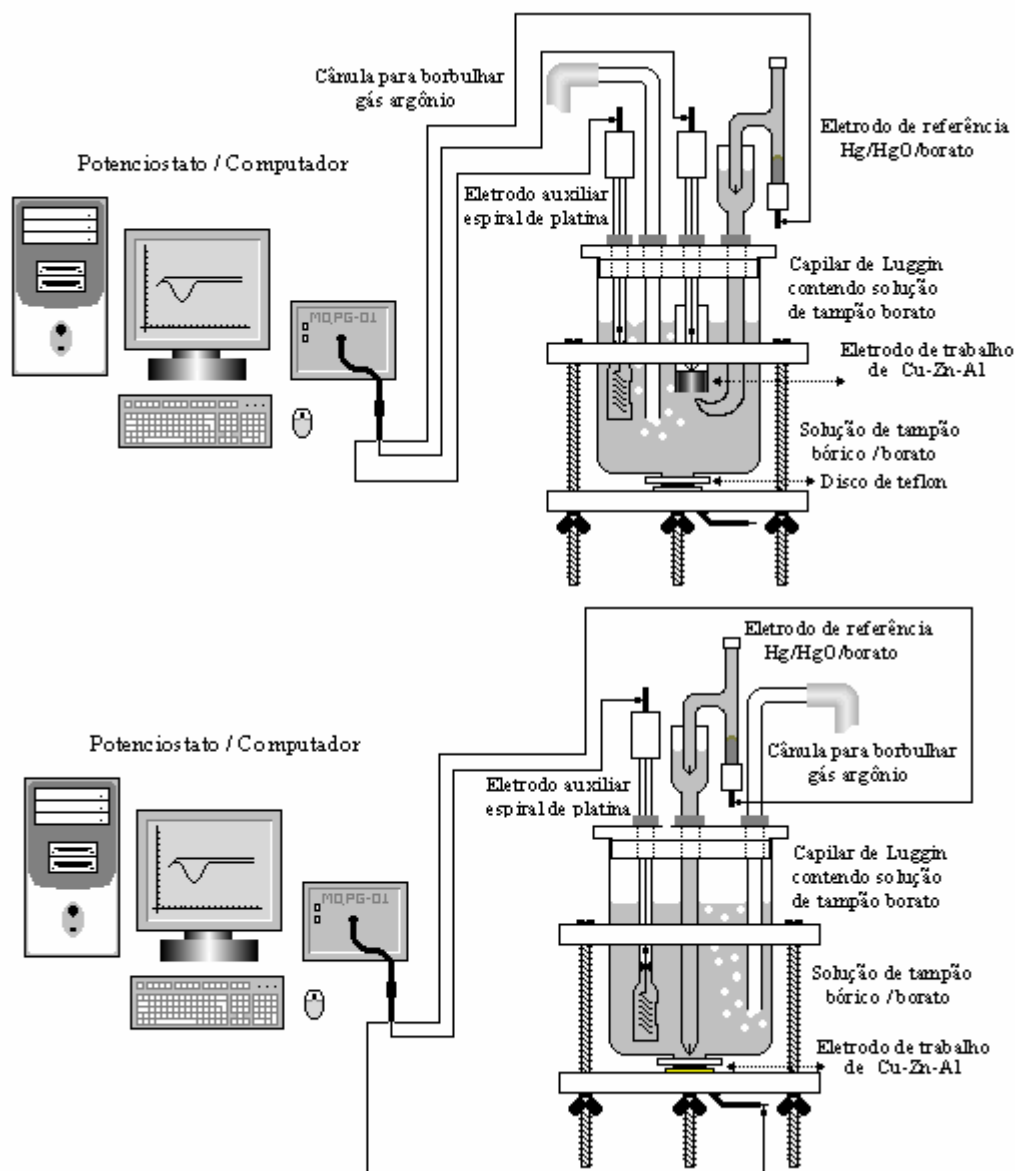 Cânula para borbulhar
gás argônio
Eletrodo de referência
Hg/HgO/borato
Potenciostato / Computador
Eletrodo auxiliar
espiral de platina
Capilar de Luggin
contendo solução
de tampão borato
MQPG-01
Eletrodo de trabalho
de Cu-Zn-Al
Solução de tampão
bórico /borato
Disco de teflon
Eletrodo de referência
Hg/HgO/borato
Potenciostato / Computador
Cânula para borbulhar
gás argônio
Eletrodo auxiliar
espiral de platina
Capilar de Luggin
contendo solução
de tampão borato
MQPG-01
Solução de tampão
bórico /borato
Eletrodo de trabalho
de Cu-Zn-Al